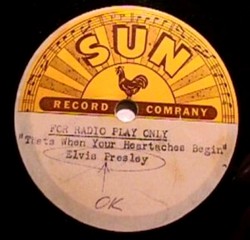 SUN
RECORD COMPANY
FOR RADIO PLAY ONLY
"Thats When Your Heartaches Begin"
Elvis Presley
OK